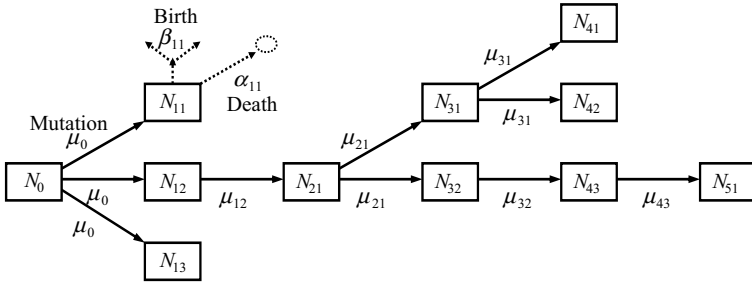 Birth
β₁₁
N₄₁
μ₃₁
α₁₁
N₁₁
Death
N₃₁
N₄₂
μ₃₁
Mutation
μ₀
μ₂₁
N₀
μ₀
N₁₂
μ₁₂
N₂₁
μ₂₁
N₃₂
μ₃₂
N₄₃
μ₄₃
N₅₁
μ₀
N₁₃